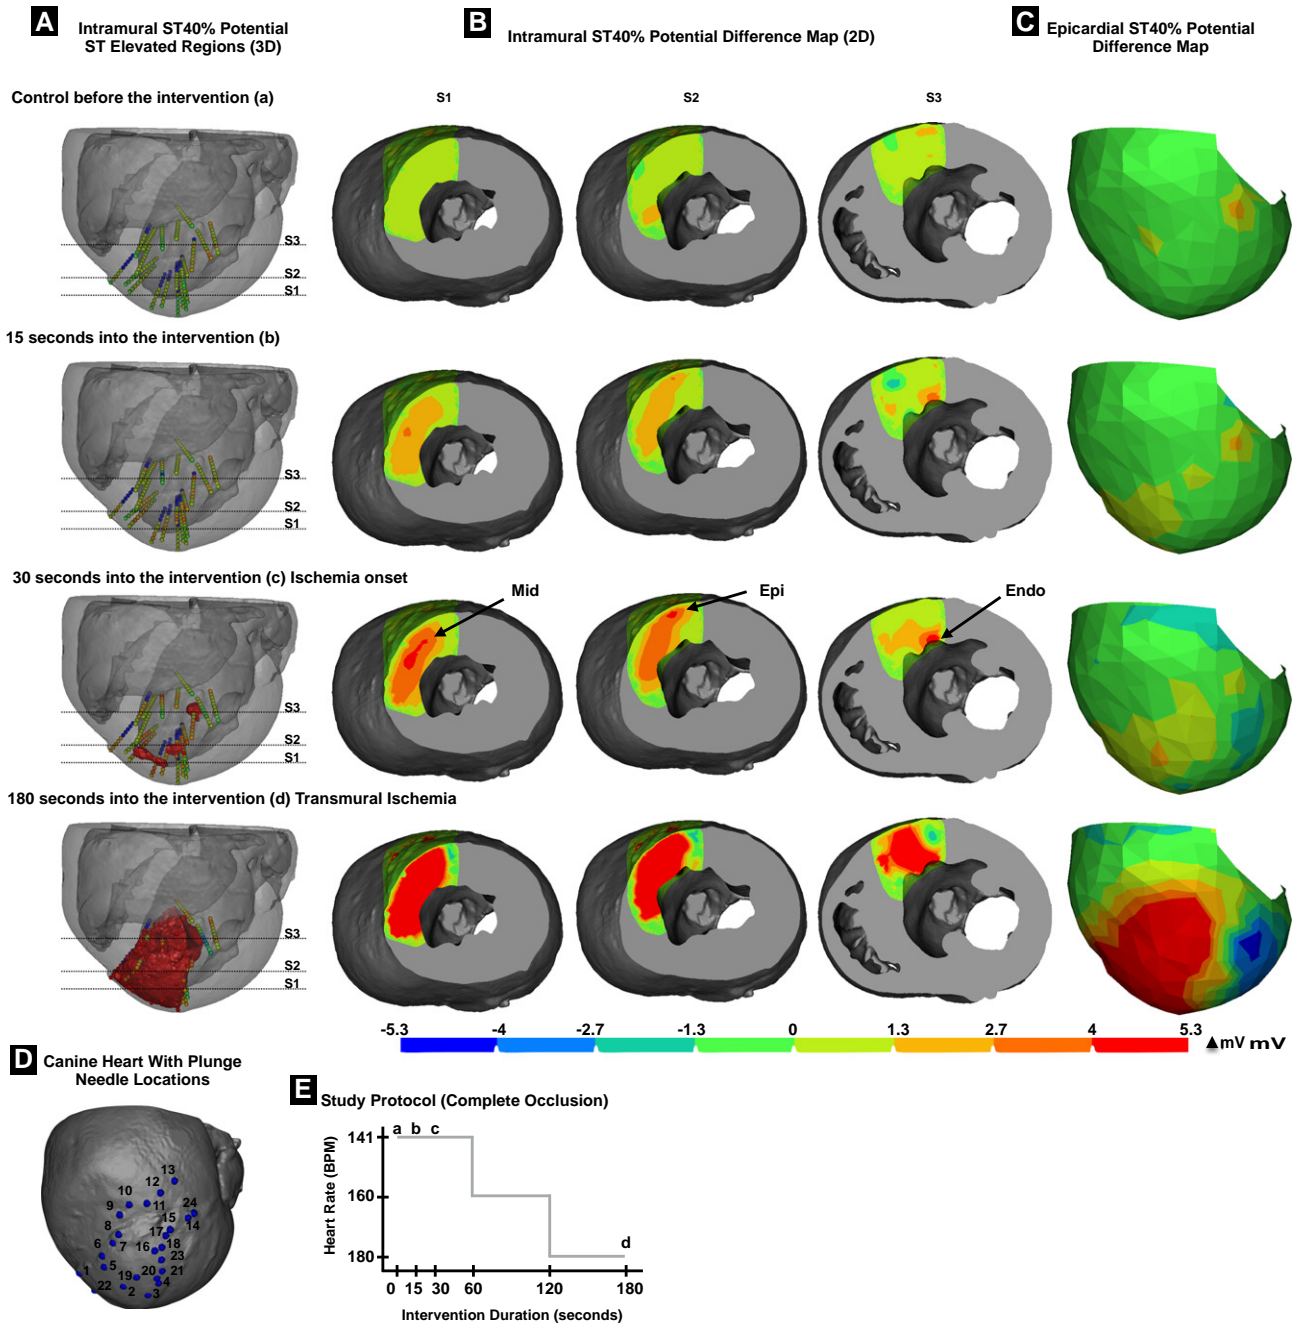 A Intramural ST40% Potential
ST Elevated Regions (3D)
B Intramural ST40% Potential Difference Map (2D)
C Epicardial ST40% Potential
Difference Map
Control before the intervention (a)
S1 S2 S3
S3
S2
S1
15 seconds into the intervention (b)
S3
S2
S1
30 seconds into the intervention (c) Ischemia onset
Mid Epi Endo
S3
S2
S1
180 seconds into the intervention (d) Transmural Ischemia
S3
S2
S1
-5.3 -4 -2.7 -1.3 0 1.3 2.7 4 5.3
▲mV mV
D Canine Heart With Plunge
Needle Locations
13
12
10
24
9
11
15
14
8
17
7
16
18
6
23
5
1
19
20
21
22
2
4
3
E Study Protocol (Complete Occlusion)
a b c
141
160
180
d
Heart Rate (BPM)
0 15 30 60 120 180
Intervention Duration (seconds)